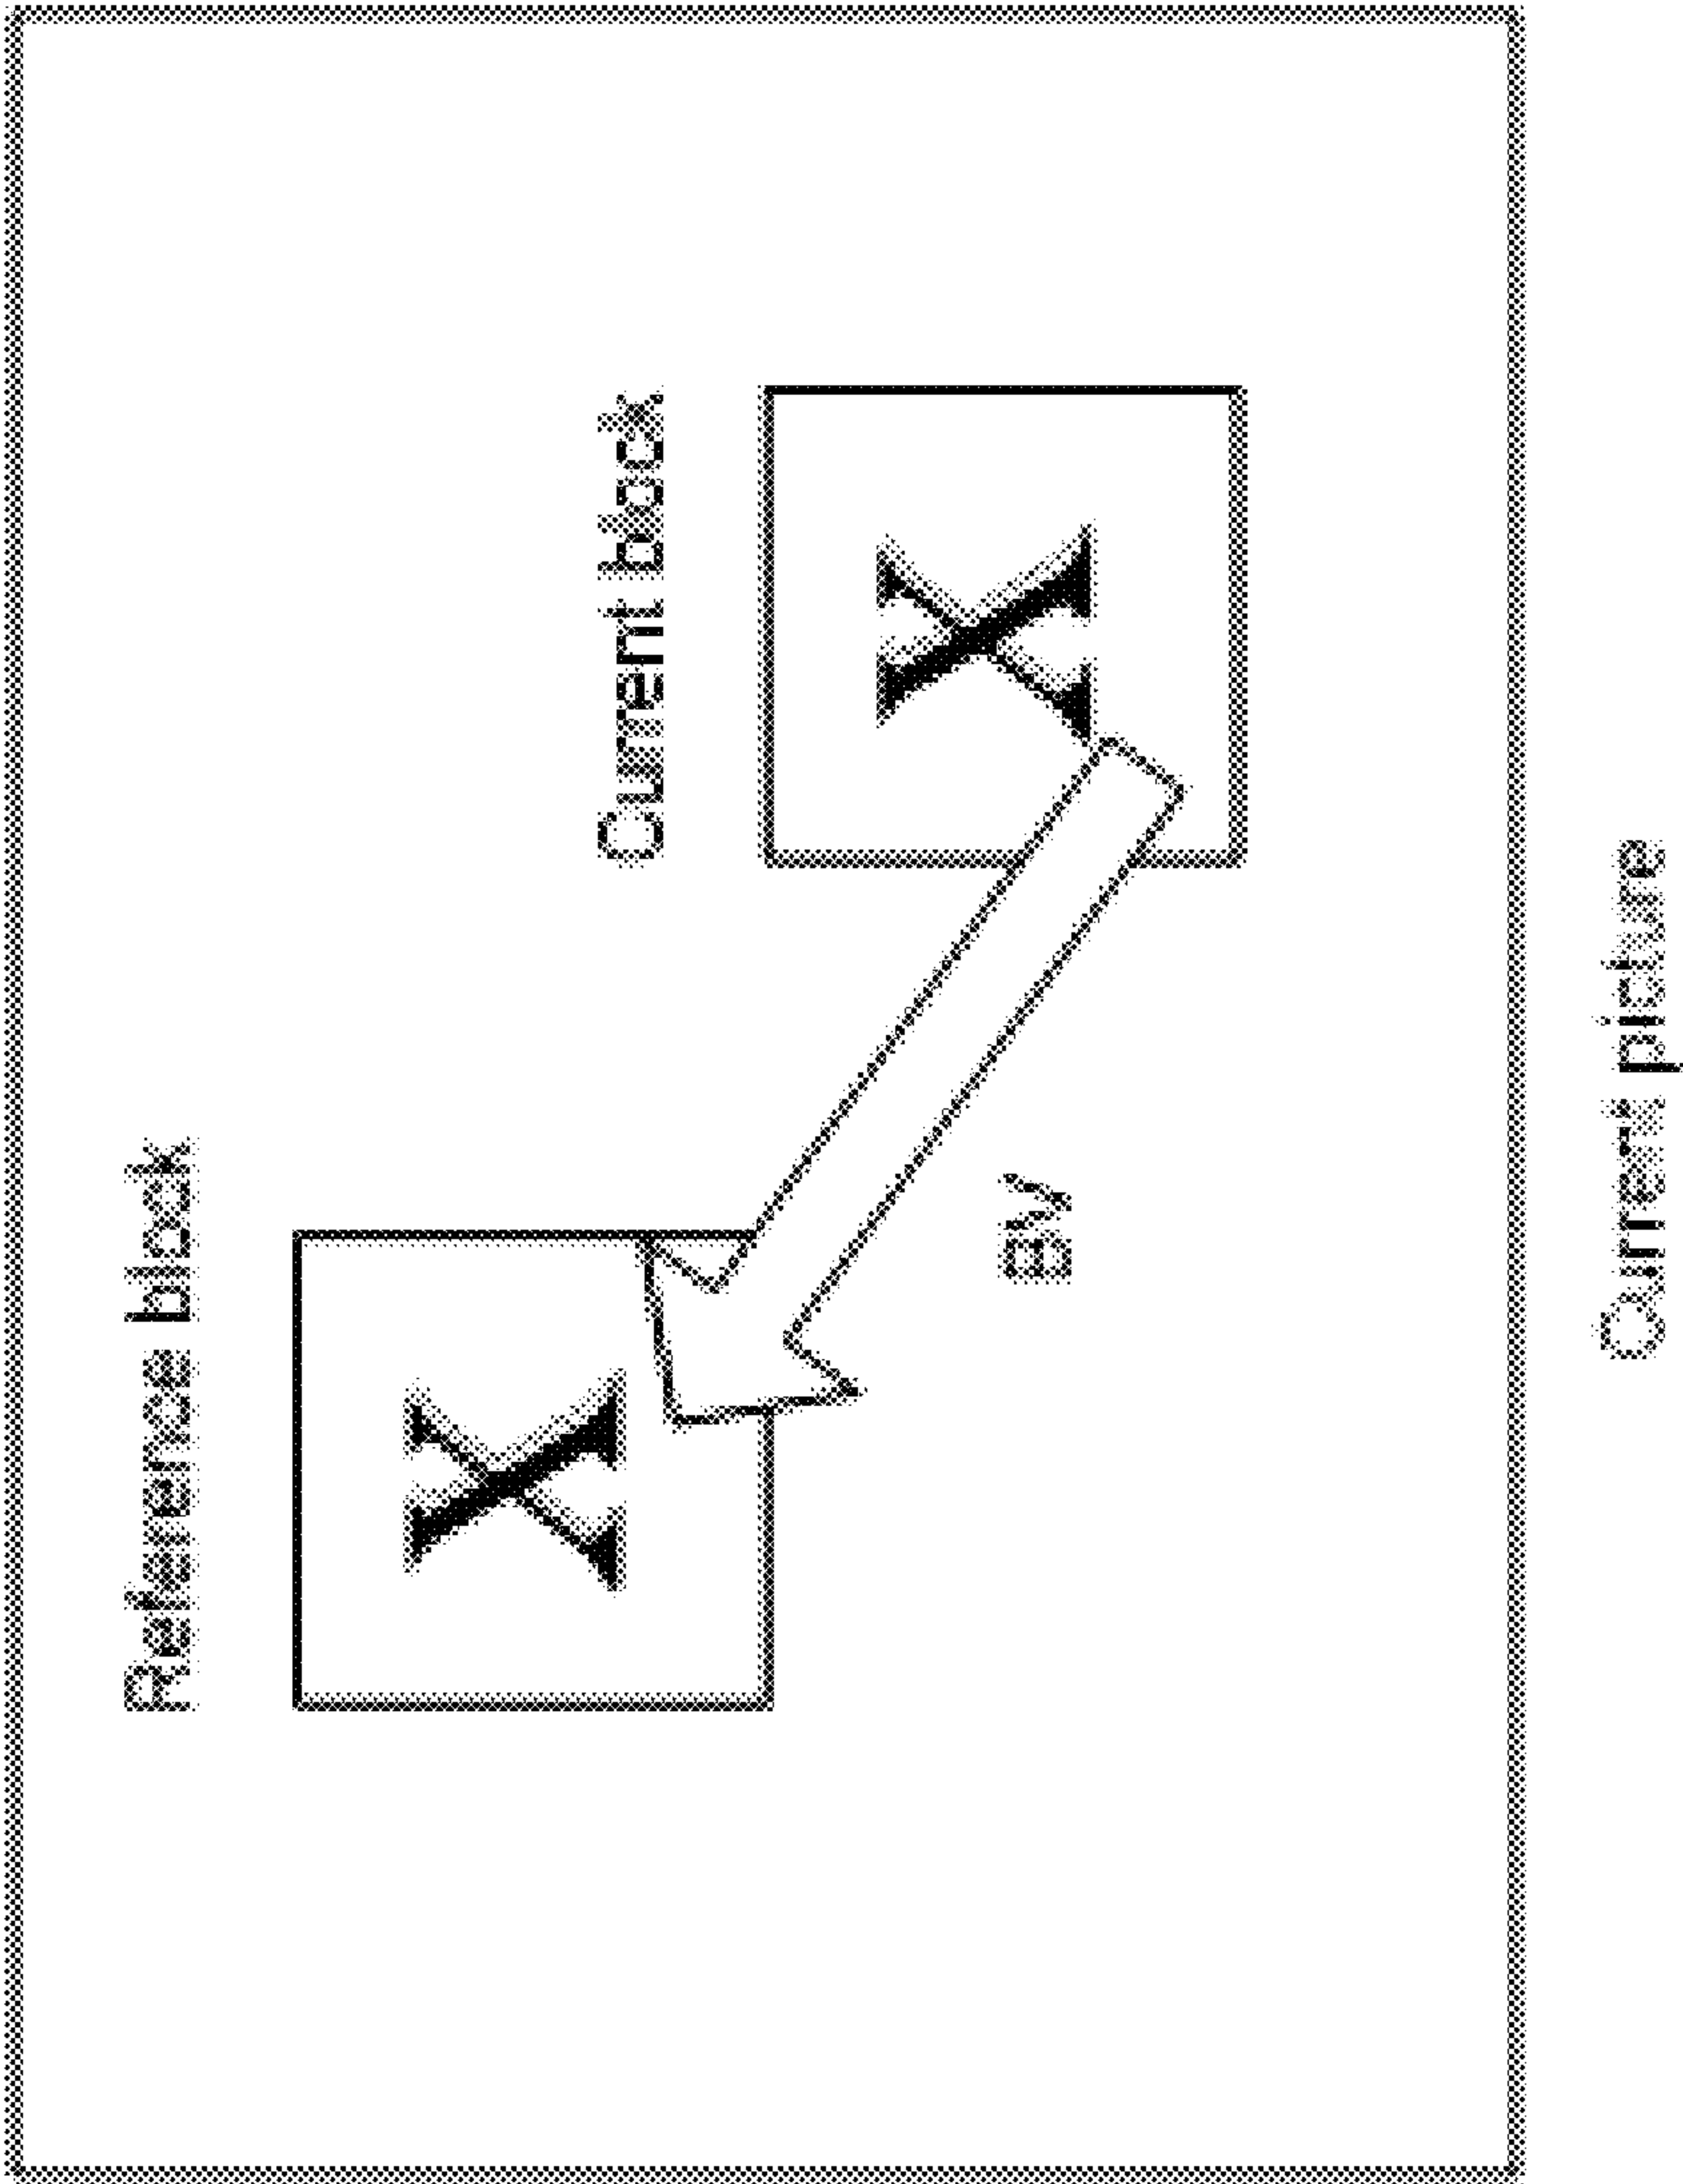 Reference block
X
Current block
X
BV
Current picture